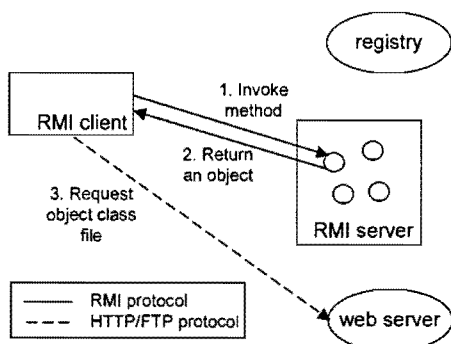 registry
1. Invoke
method
RMI client
2. Return
an object
3. Request
object class
file
RMI server
RMI protocol
HTTP/FTP protocol
web server